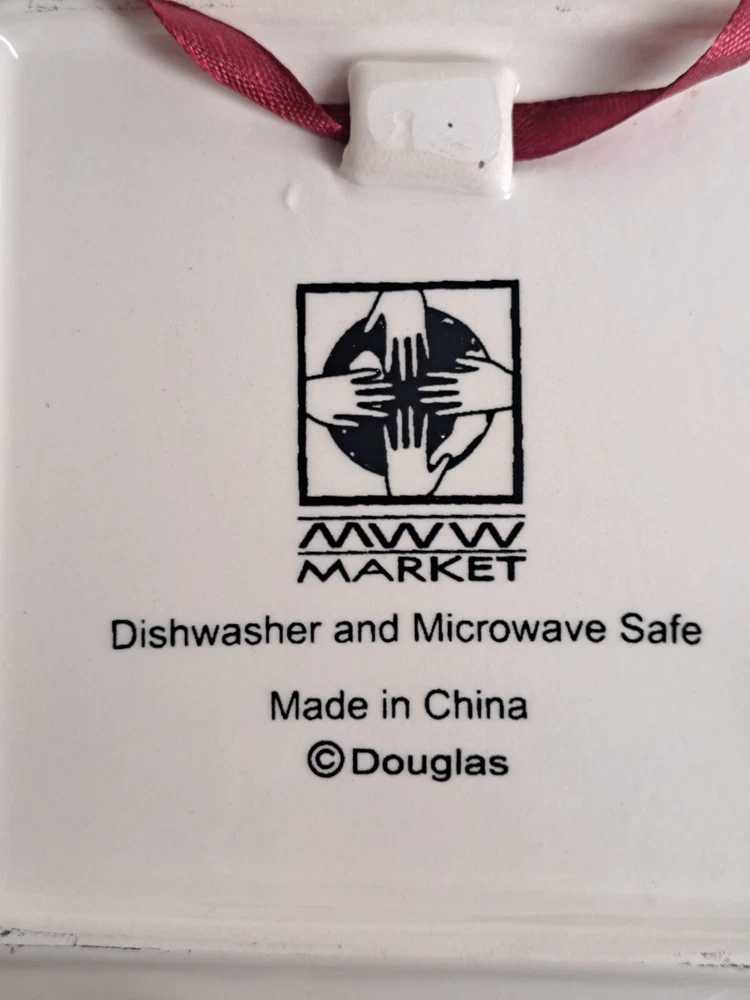 MWW
MARKET
Dishwasher and Microwave Safe
Made in China
©Douglas